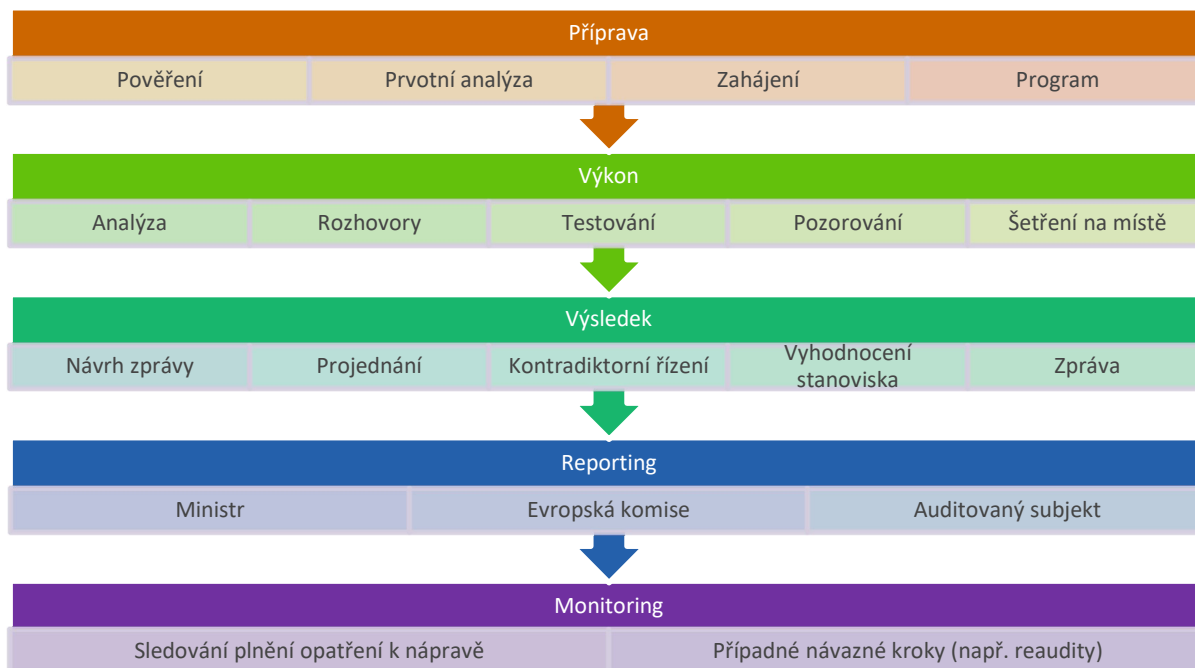 Příprava
Pověření Prvotní analýza Zahájení Program
Výkon
Analýza Rozhovory Testování Pozorování Šetření na místě
Výsledek
Návrh zprávy Projednání Kontradiktorní řízení Vyhodnocení stanoviska Zpráva
Reporting
Ministr Evropská komise Auditovaný subjekt
Monitoring
Sledování plnění opatření k nápravě Případné návazné kroky (např. reaudity)